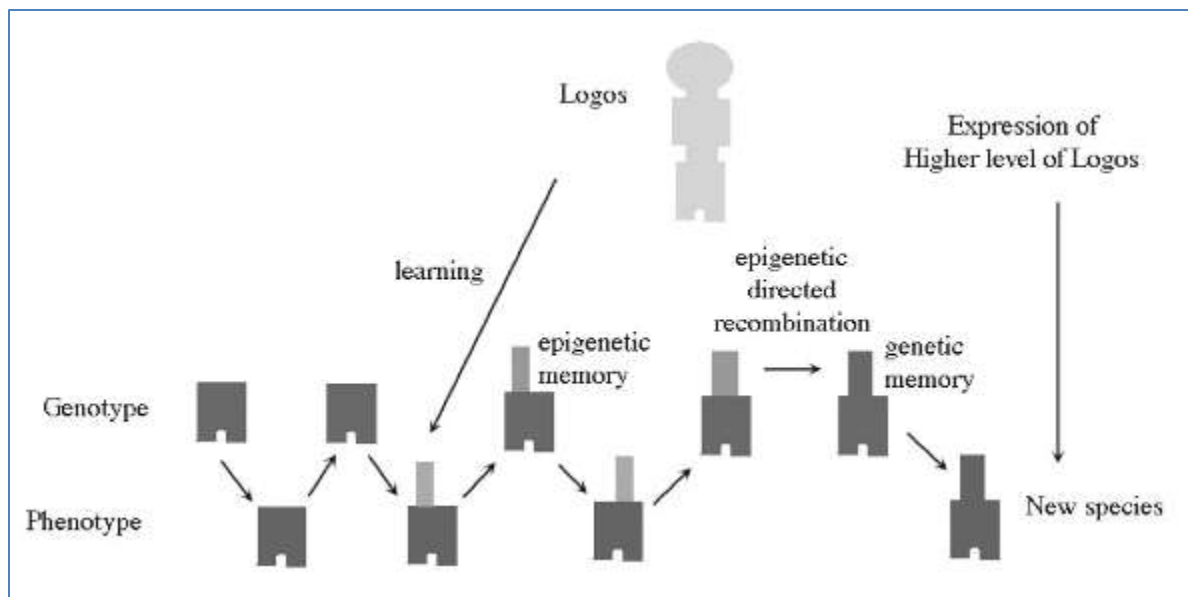 Logos
Expression of
Higher level of Logos
learning
epigenetic
directed
recombination
epigenetic
memory
genetic
memory
Genotype
Phenotype
New species